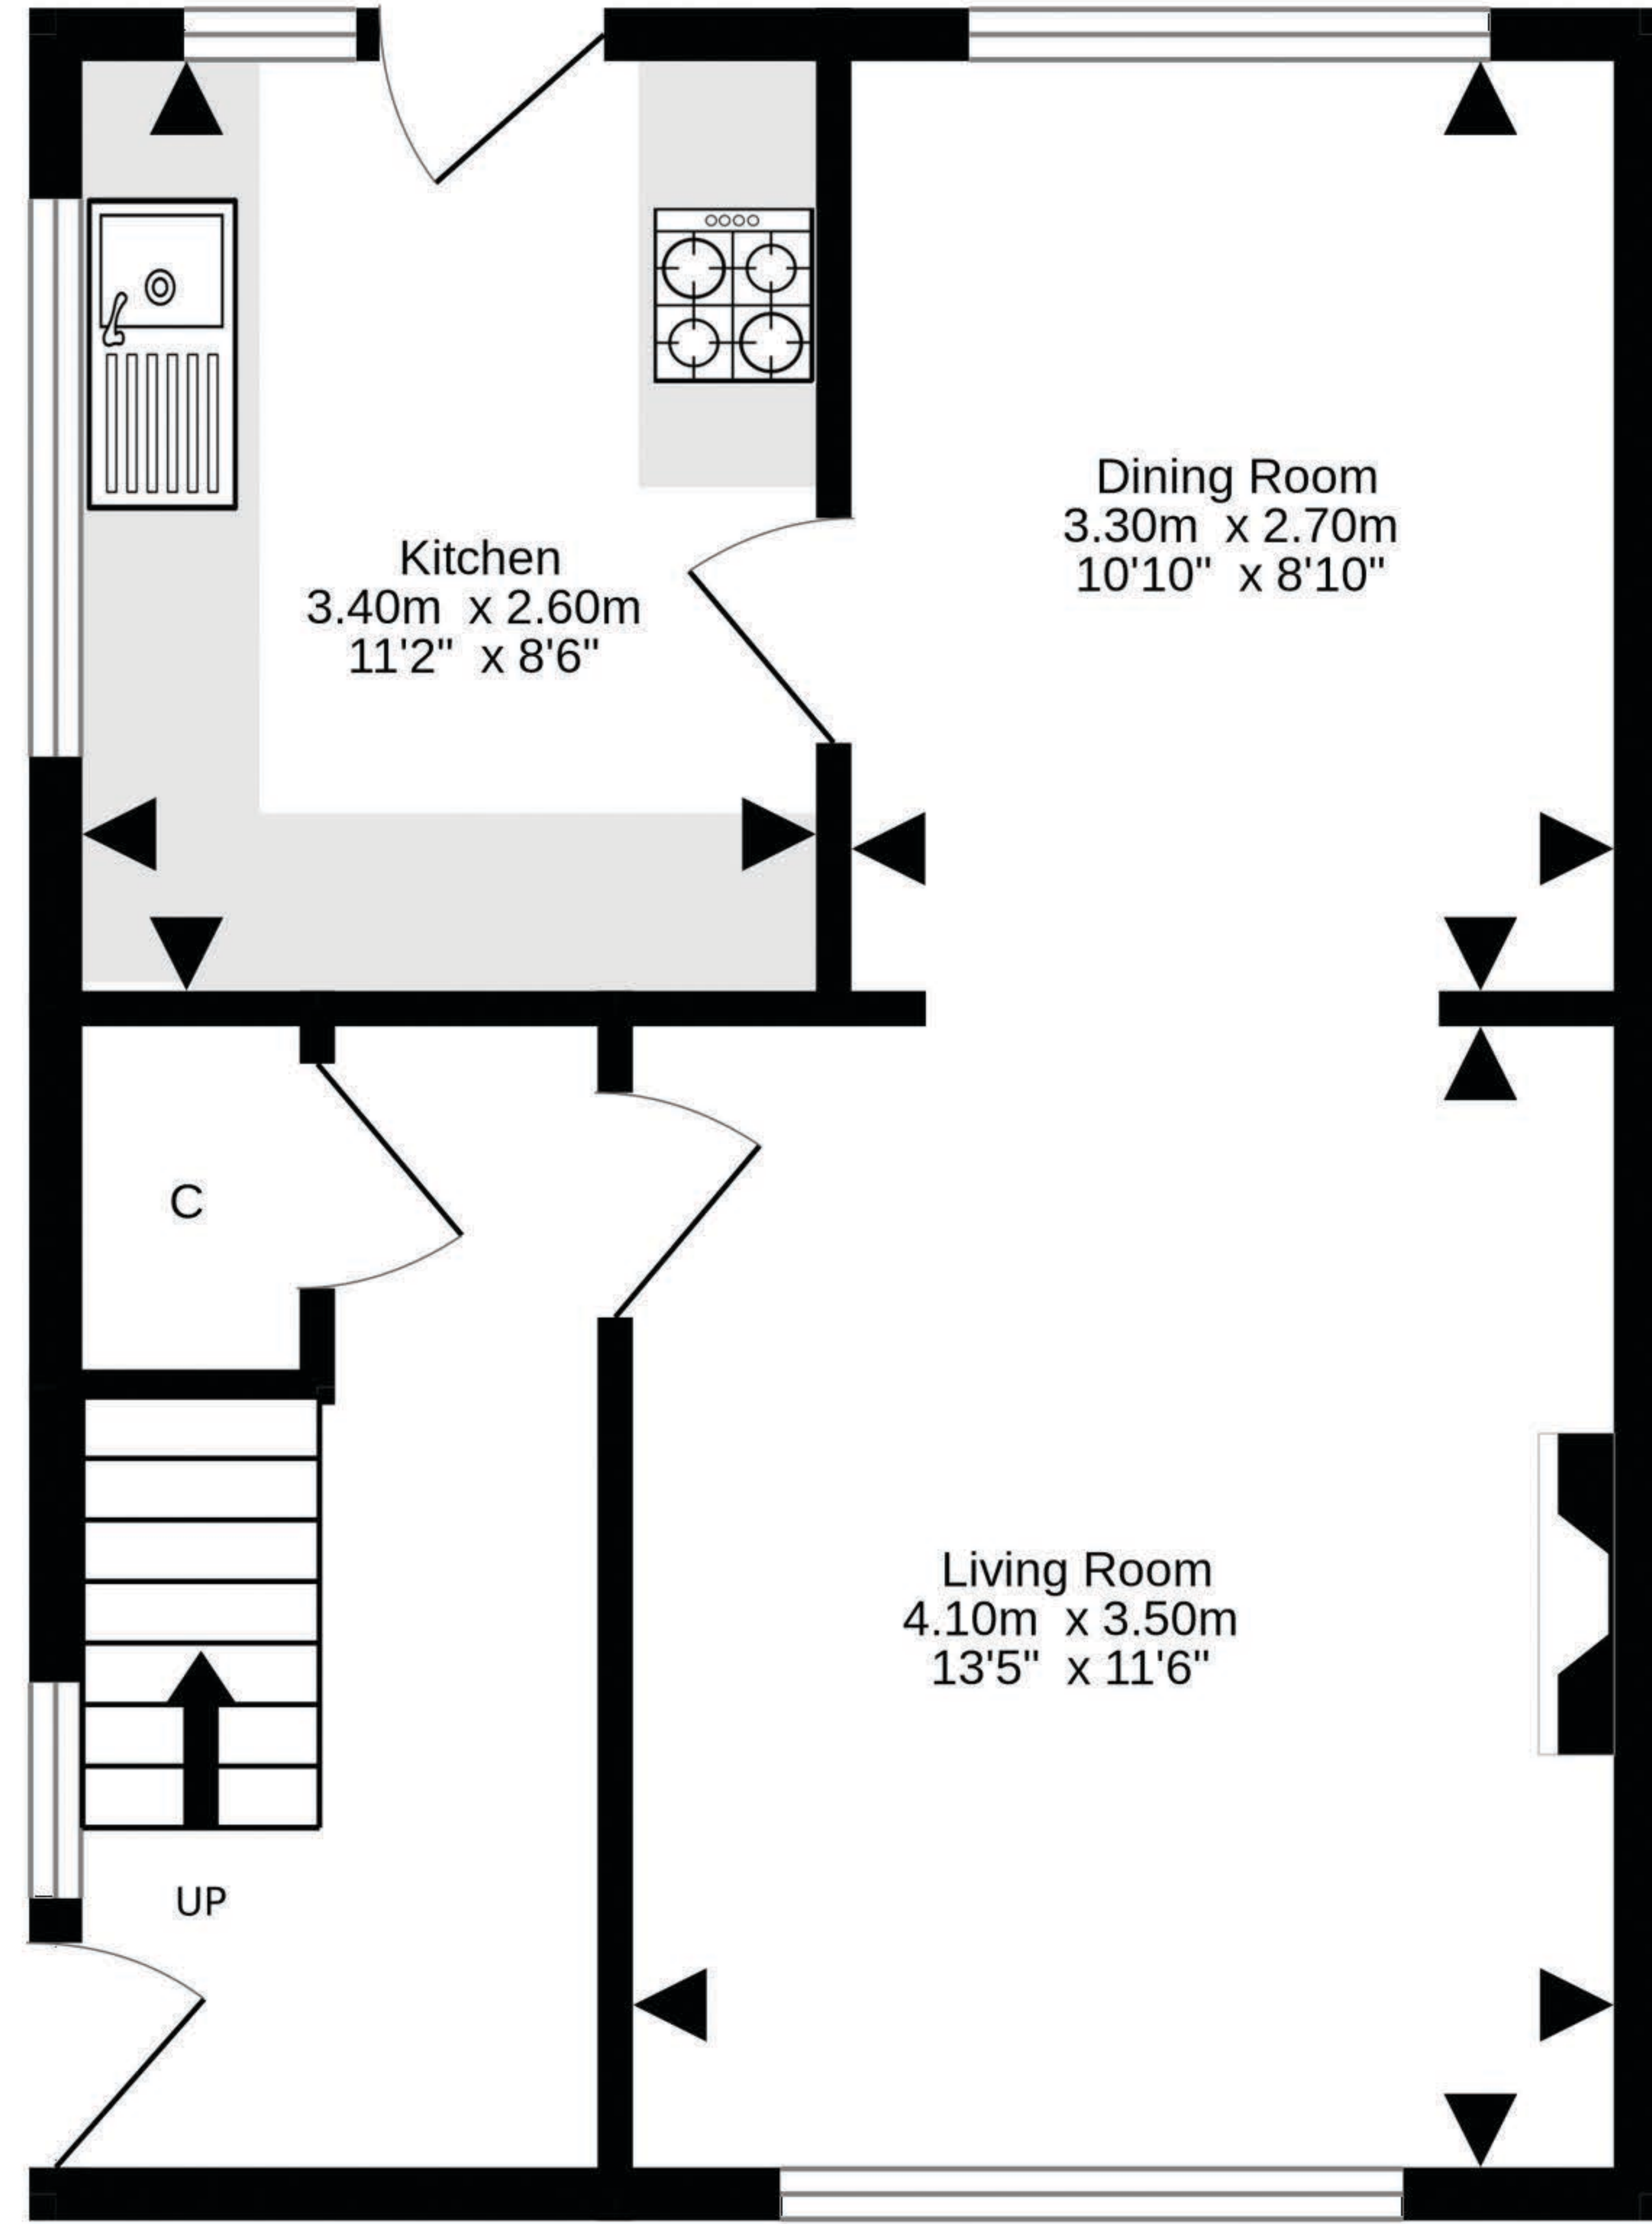 Dining Room
3.30m x 2.70m
10'10" x 8'10"
Kitchen
3.40m x 2.60m
11'2" x 8'6"
C
Living Room
4.10m x 3.50m
13'5" x 11'6"
UP